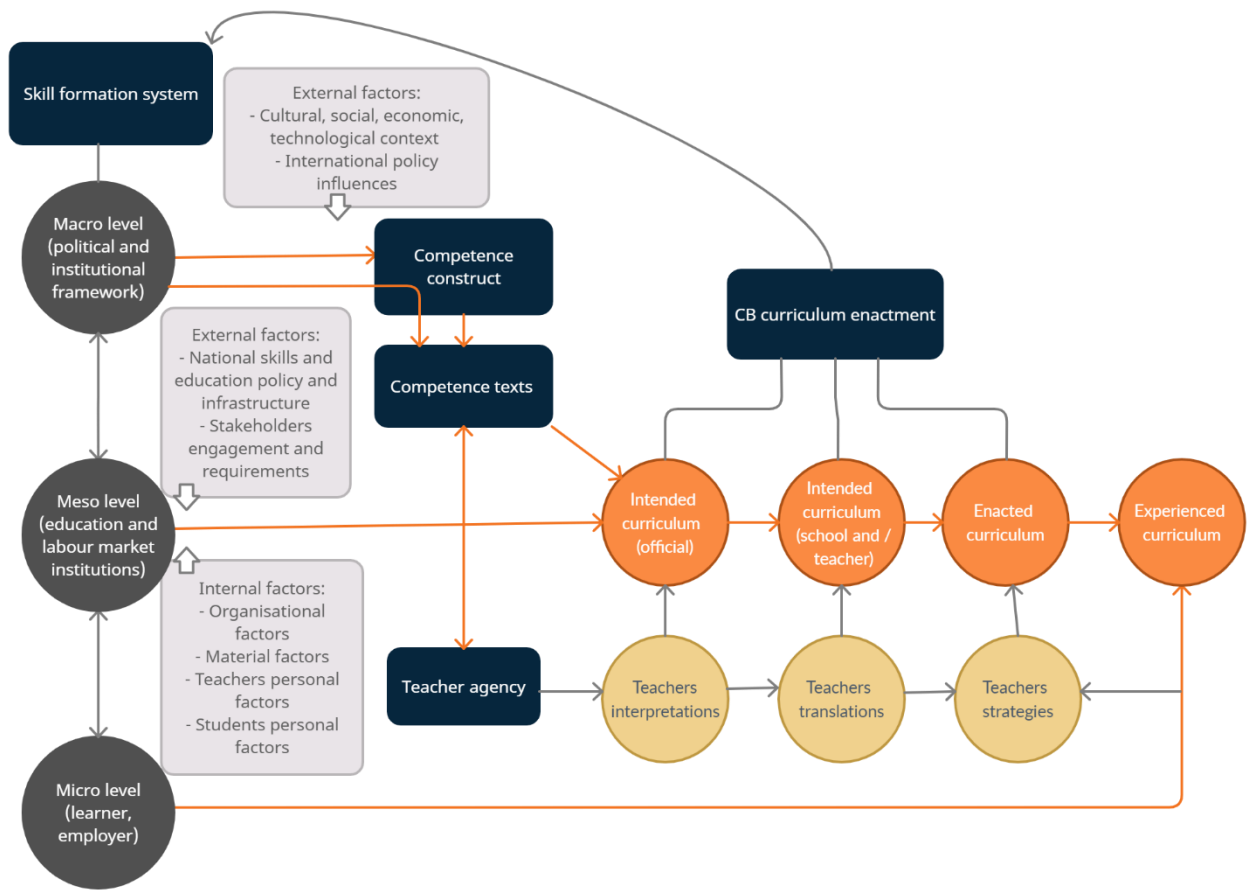 Skill formation system
External factors:
- Cultural, social, economic,
technological context
- International policy
influences
Macro level
(political and
institutional
framework)
Competence
construct
CB curriculum enactment
External factors:
- National skills and
education policy and
infrastructure
- Stakeholders
engagement and
requirements
Competence texts
Meso level
(education and
labour market
institutions)
Intended
curriculum
(official)
Intended
curriculum
(school and /
teacher)
Enacted
curriculum
Experienced
curriculum
Internal factors:
- Organisational
factors
- Material factors
- Teachers personal
factors
- Students personal
factors
Teacher agency
Teachers
interpretations
Teachers
translations
Teachers
strategies
Micro level
(learner,
employer)